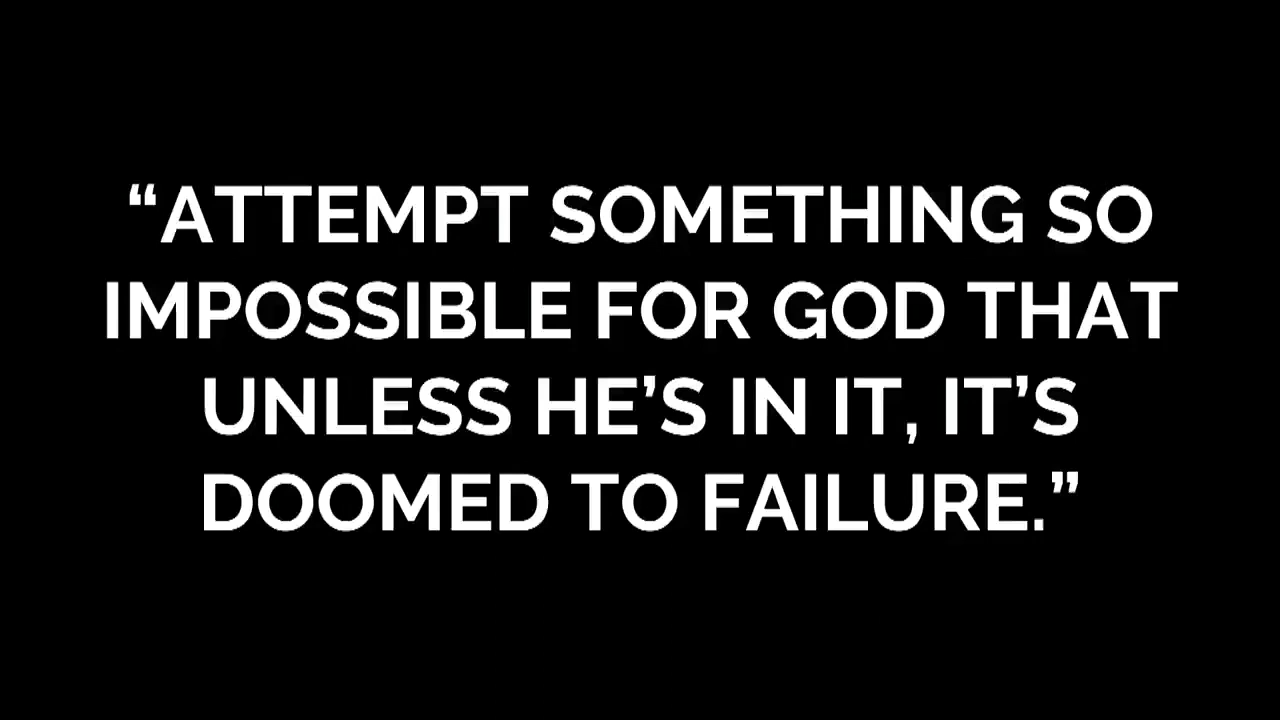 “ATTEMPT SOMETHING SO
IMPOSSIBLE FOR GOD THAT
UNLESS HE’S IN IT, IT’S
DOOMED TO FAILURE.”